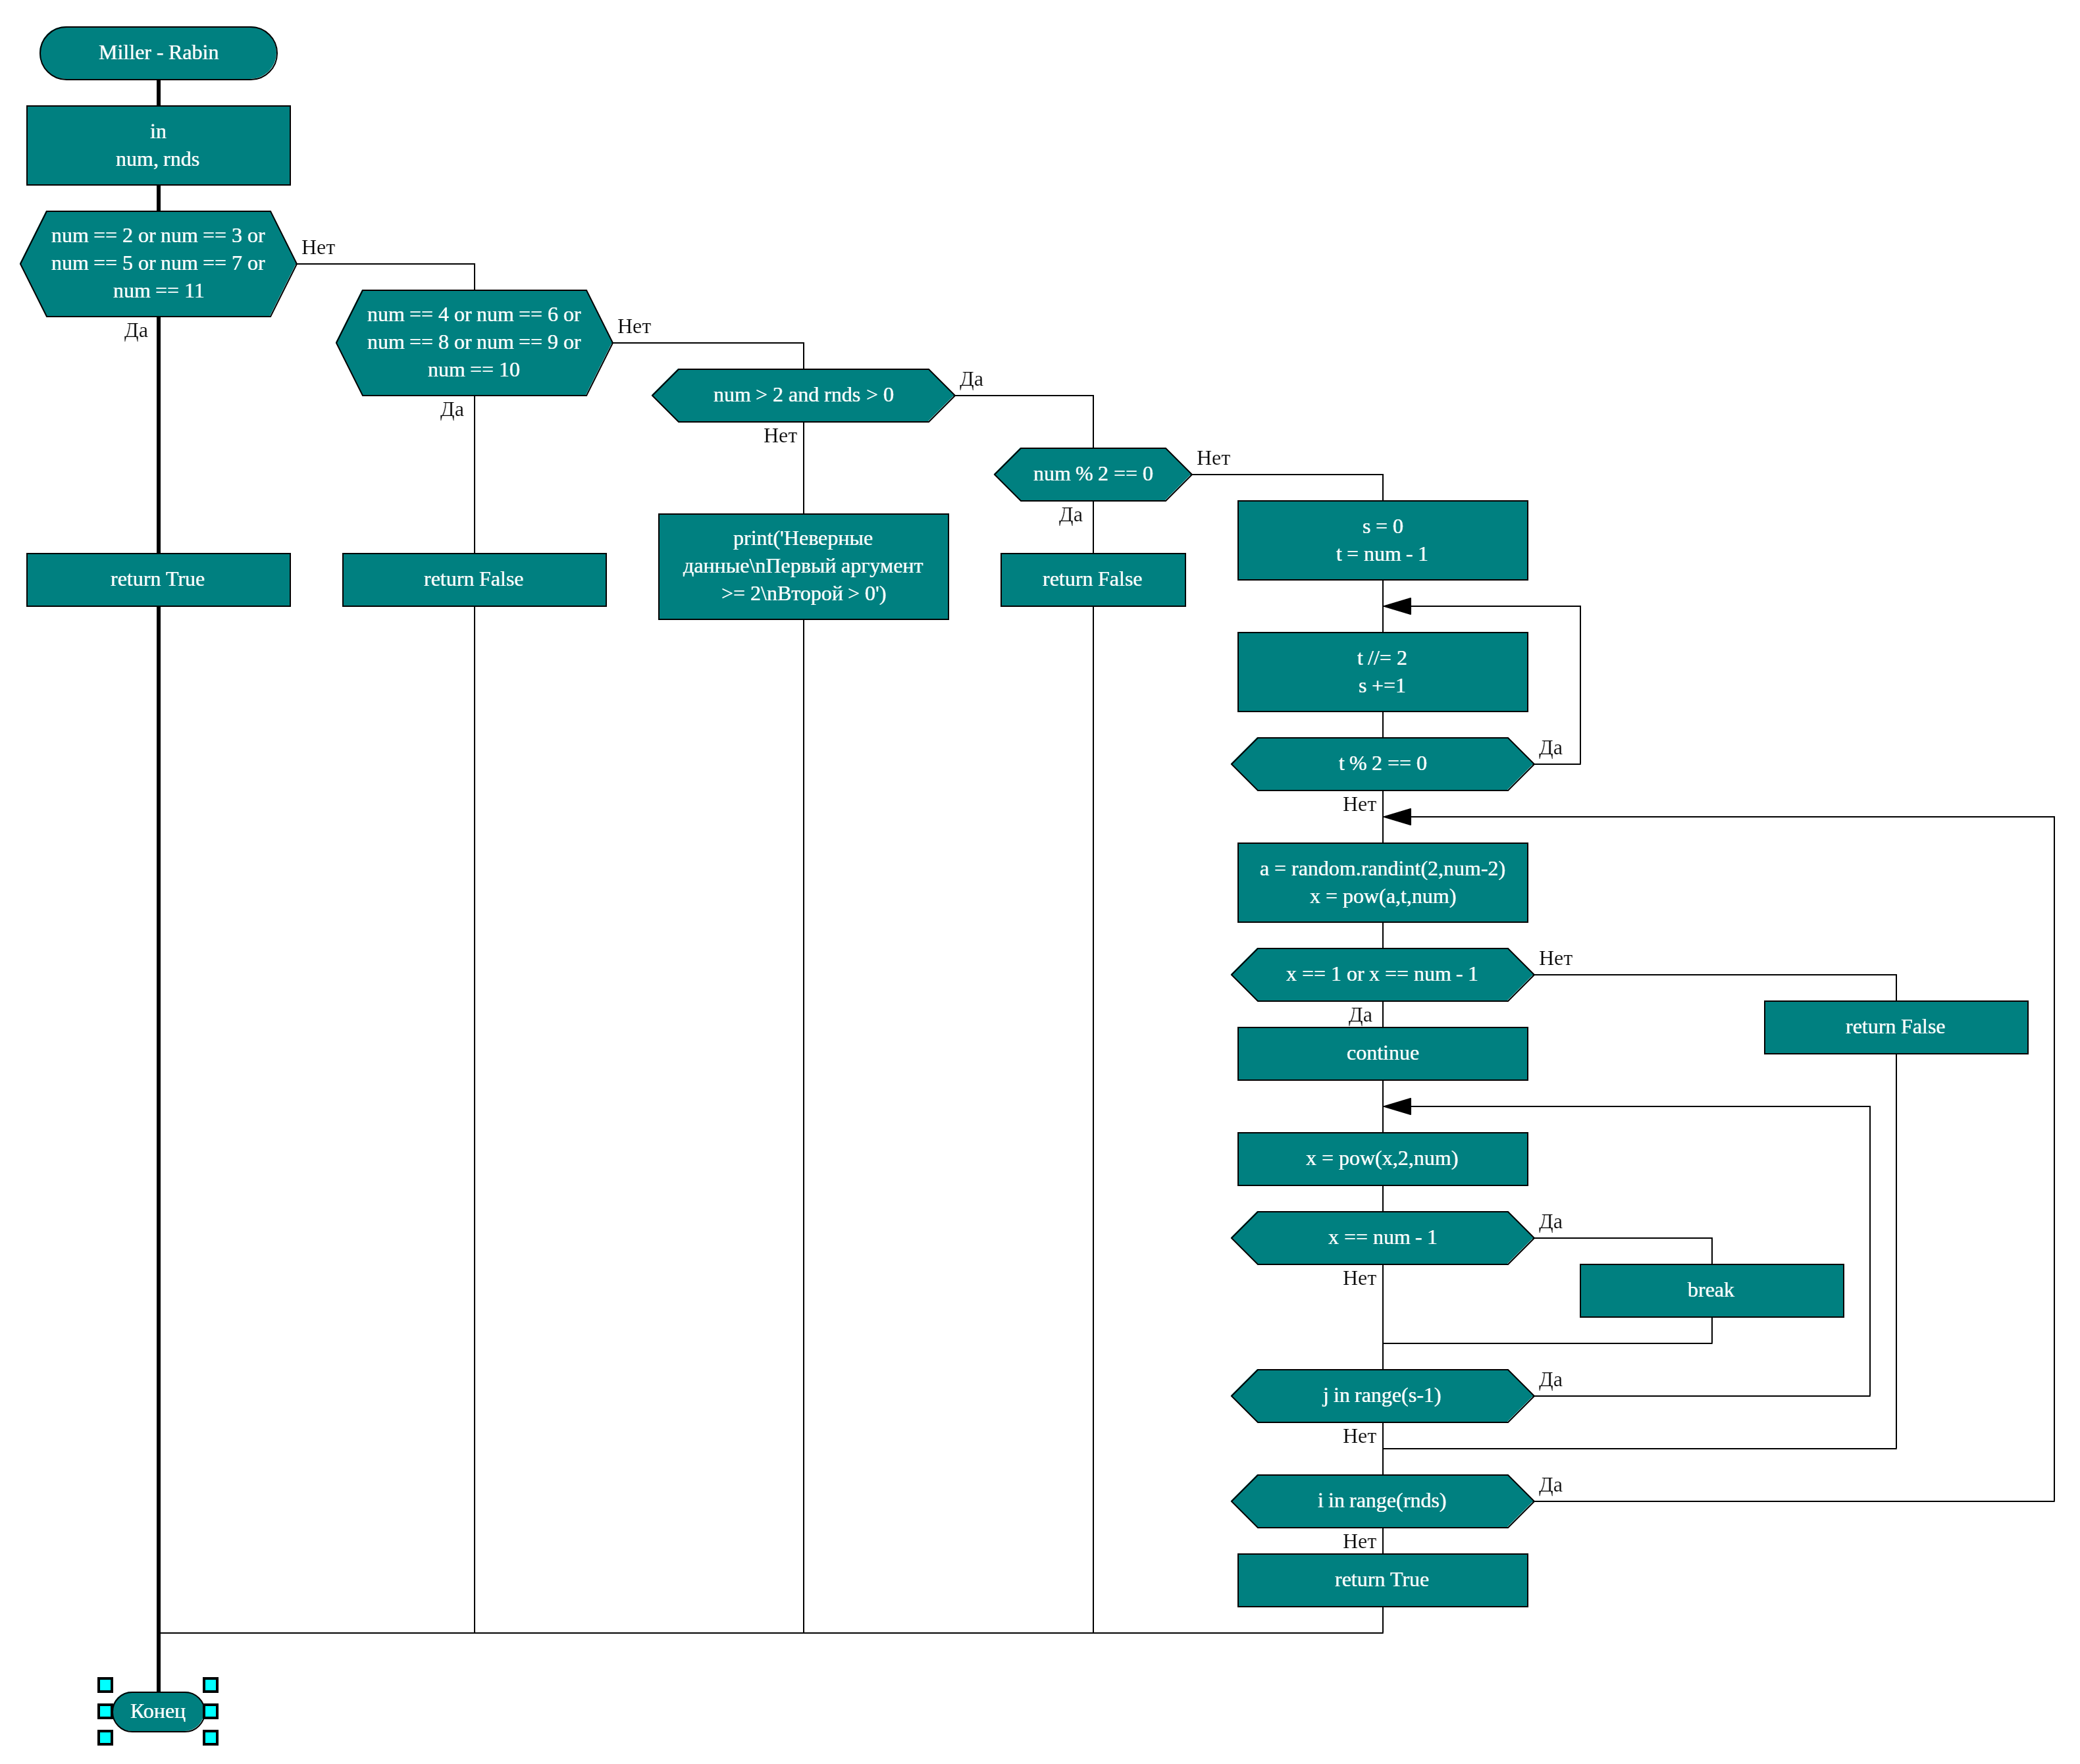 Miller - Rabin
in
num, rnds
num == 2 or num == 3 or
num == 5 or num == 7 or
num == 11
Нет
Да
return True
num == 4 or num == 6 or
num == 8 or num == 9 or
num == 10
Нет
Да
return False
num > 2 and rnds > 0
Да
Нет
print('Неверные
данные\nПервый аргумент
>= 2\nВторой > 0')
num % 2 == 0
Нет
Да
return False
s = 0
t = num - 1
t //= 2
s +=1
t % 2 == 0
Да
Нет
a = random.randint(2,num-2)
x = pow(a,t,num)
x == 1 or x == num - 1
Нет
Да
return False
continue
x = pow(x,2,num)
x == num - 1
Да
Нет
break
j in range(s-1)
Да
Нет
i in range(rnds)
Да
Нет
return True
Конец